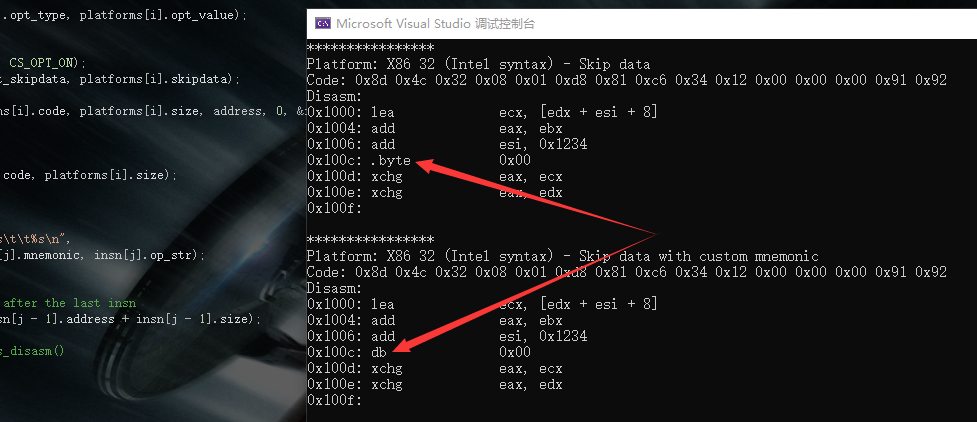 .opt_type, platforms[i].opt_value);
CS_OPT_ON);
t_skipdata, platforms[i].skipdata);
ns[i].code, platforms[i].size, address, 0, &i
code, platforms[i].size);
s\t\t%s\n",
[j].mnemonic, insn[j].op_str);
after the last insn
sn[j - 1].address + insn[j - 1].size);
s_disasm()
Microsoft Visual Studio 调试控制台
****************
Platform: X86 32 (Intel syntax) - Skip data
Code: 0x8d 0x4c 0x32 0x08 0x01 0xd8 0x81 0xc6 0x34 0x12 0x00 0x00 0x00 0x91 0x92
Disasm:
0x1000: lea ecx, [edx + esi + 8]
0x1004: add eax, ebx
0x1006: add esi, 0x1234
0x100c: .byte 0x00
0x100d: xchg eax, ecx
0x100e: xchg eax, edx
0x100f:
****************
Platform: X86 32 (Intel syntax) - Skip data with custom mnemonic
Code: 0x8d 0x4c 0x32 0x08 0x01 0xd8 0x81 0xc6 0x34 0x12 0x00 0x00 0x00 0x91 0x92
Disasm:
0x1000: lea ecx, [edx + esi + 8]
0x1004: add eax, ebx
0x1006: add esi, 0x1234
0x100c: db 0x00
0x100d: xchg eax, ecx
0x100e: xchg eax, edx
0x100f: